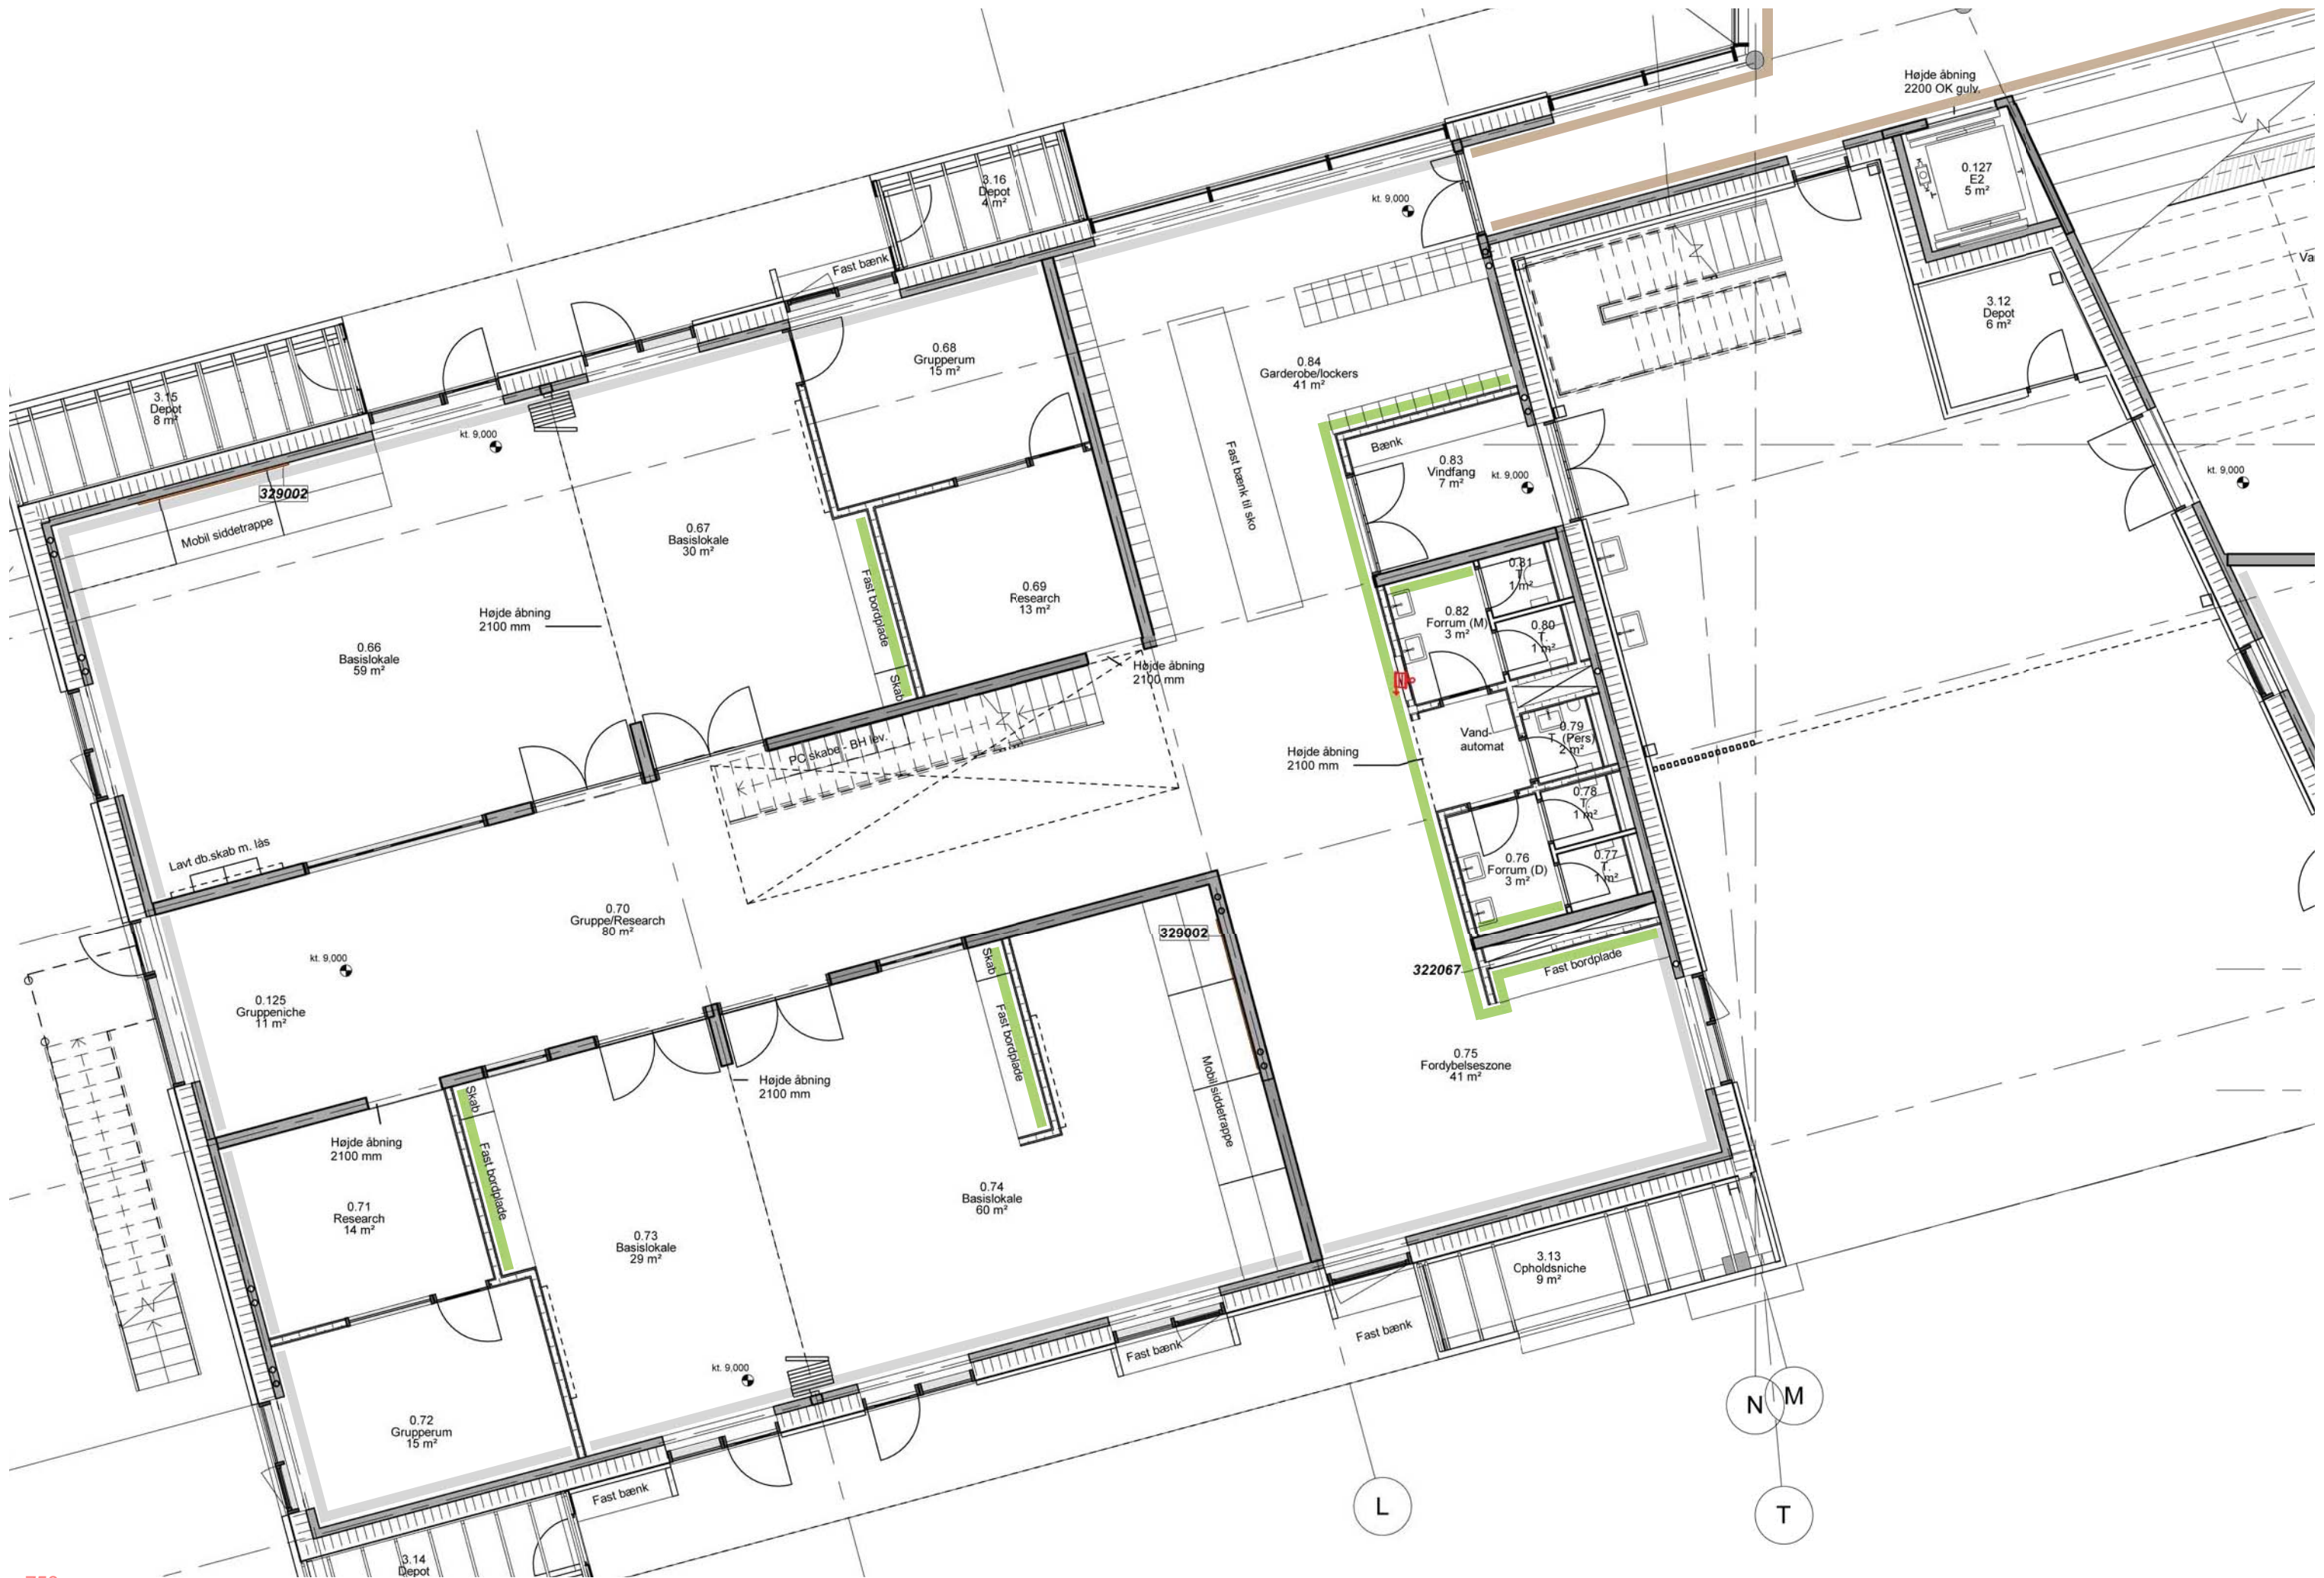 Højde åbning
2200 OK gulv.
0.127
E2
5 m²
3.16
Depot
4 m²
kt. 9,000
Fast bænk
3.12
Depot
6 m²
0.68
Grupperum
15 m²
0.84
Garderobe/lockers
41 m²
3.15
Depot
8 m²
kt. 9,000
Bænk
0.83
Vindfang
7 m²
kt. 9,000
kt. 9,000
329002
Mobil siddetrappe
Fast bænk til sko
0.67
Basislokale
30 m²
Fast bordplade
Skab
0.69
Research
13 m²
0.81
T.
1 m²
0.82
Forrum (M)
3 m²
0.80
T.
1 m²
Højde åbning
2100 mm
0.66
Basislokale
59 m²
Højde åbning
2100 mm
PC skabe - BH lev.
Vand-
automat
0.79
T. (Pers)
2 m²
Højde åbning
2100 mm
0.78
T.
1 m²
Lavt db.skab m. lås
0.76
Forrum (D)
3 m²
0.77
T.
1 m²
0.70
Gruppe/Research
80 m²
329002
kt. 9,000
Skab
Fast bordplade
322067
Fast bordplade
0.125
Gruppeniche
11 m²
0.75
Fordybelseszone
41 m²
Højde åbning
2100 mm
Mobil siddetrappe
Skab
Fast bordplade
Højde åbning
2100 mm
0.71
Research
14 m²
0.74
Basislokale
60 m²
0.73
Basislokale
29 m²
3.13
Opholdsniche
9 m²
Fast bænk
Fast bænk
kt. 9,000
N
M
0.72
Grupperum
15 m²
Fast bænk
L
T
3.14
Depot